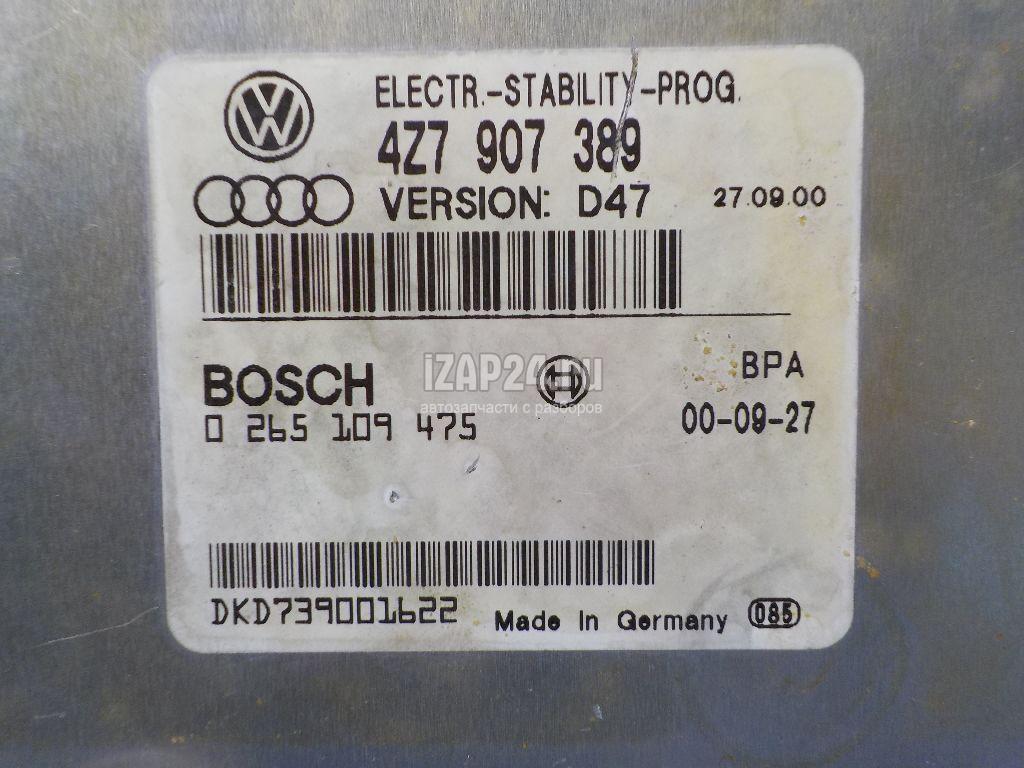 ELECTR.-STABILITY-PROG.
4Z7 907 389
VERSION: D47 27.09.00
BOSCH
BPA
0 265 109 475
00-09-27
iZAP24.ru
автозапчасти с разборов
DKD739001622
Made in Germany 085